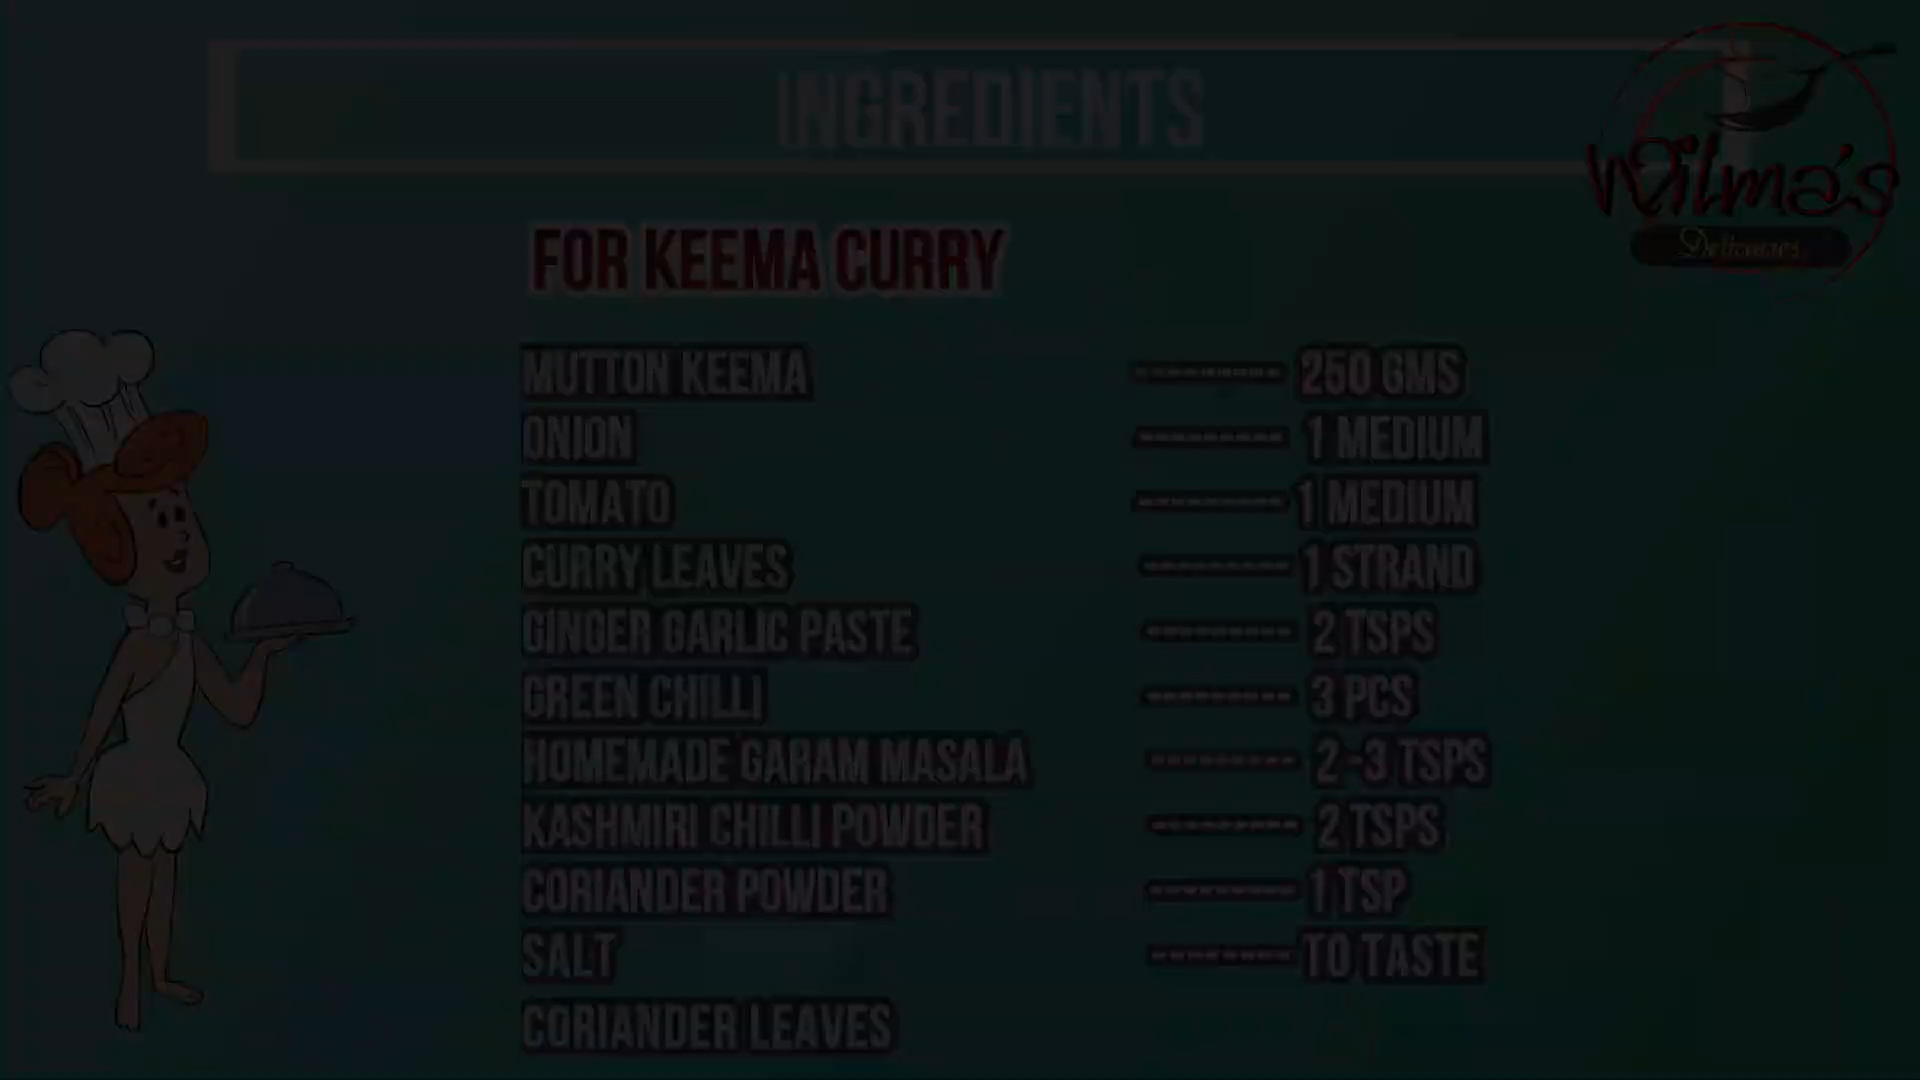 INGREDIENTS
Wilma's
Delicacies
FOR KEEMA CURRY
MUTTON KEEMA --------- 250 GMS
ONION --------- 1 MEDIUM
TOMATO --------- 1 MEDIUM
CURRY LEAVES --------- 1 STRAND
GINGER GARLIC PASTE --------- 2 TSPS
GREEN CHILLI --------- 3 PCS
HOMEMADE GARAM MASALA --------- 2-3 TSPS
KASHMIRI CHILLI POWDER --------- 2 TSPS
CORIANDER POWDER --------- 1 TSP
SALT --------- TO TASTE
CORIANDER LEAVES